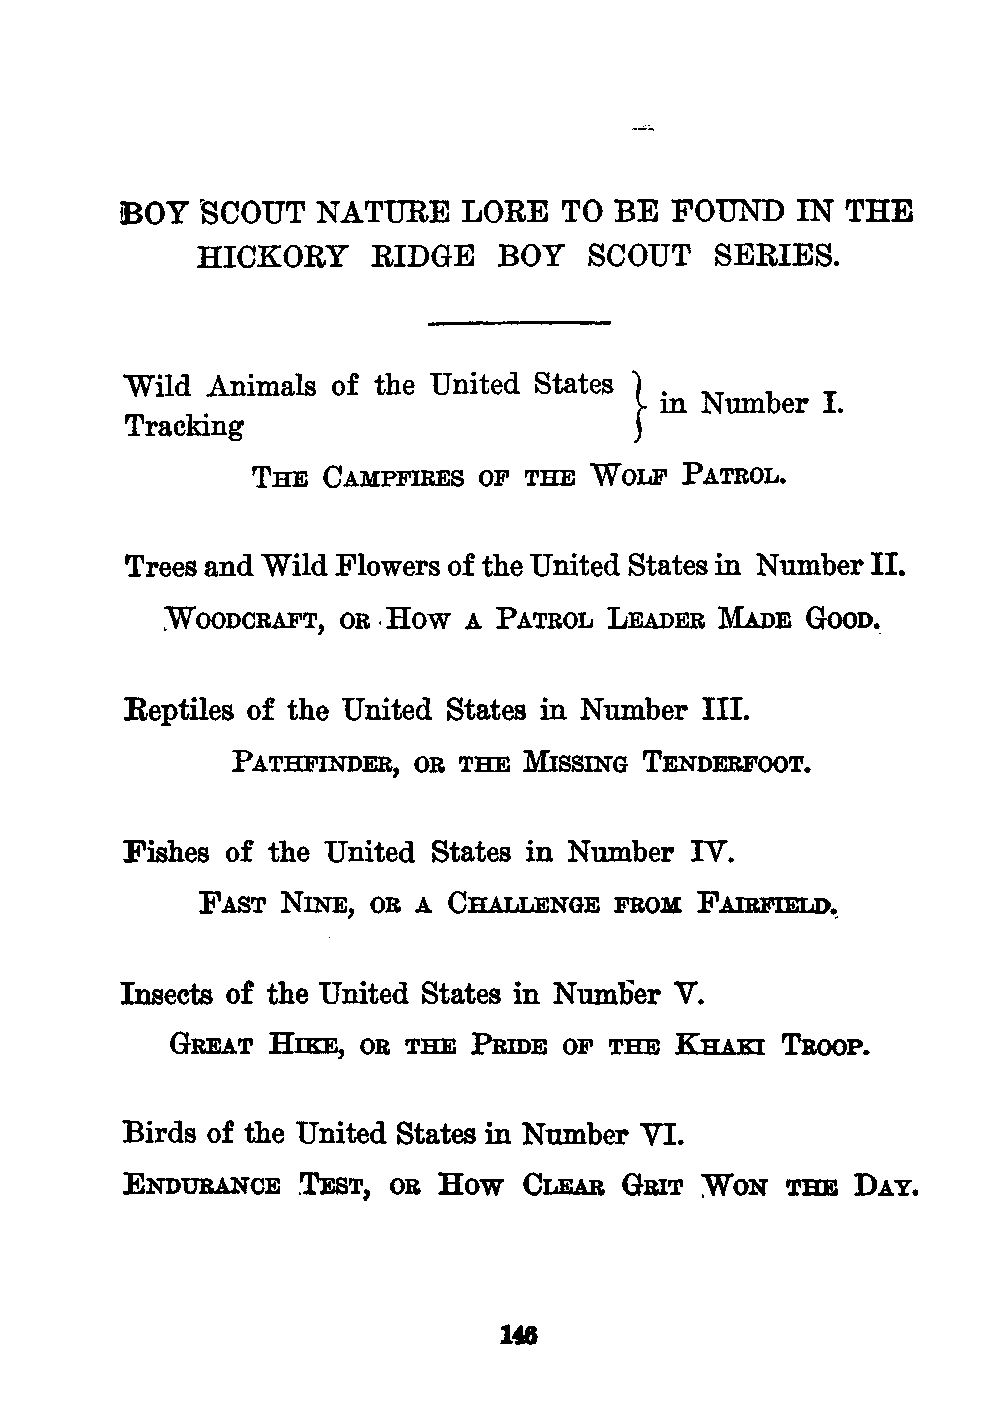 BOY SCOUT NATURE LORE TO BE FOUND IN THE
HICKORY RIDGE BOY SCOUT SERIES.
Wild Animals of the United States
Tracking
} in Number I.
THE CAMPFIRES OF THE WOLF PATROL.
Trees and Wild Flowers of the United States in Number II.
WOODCRAFT, OR HOW A PATROL LEADER MADE GOOD.
Reptiles of the United States in Number III.
PATHFINDER, OR THE MISSING TENDERFOOT.
Fishes of the United States in Number IV.
FAST NINE, OR A CHALLENGE FROM FAIRFIELD.
Insects of the United States in Number V.
GREAT HIKE, OR THE PRIDE OF THE KHAKI TROOP.
Birds of the United States in Number VI.
ENDURANCE TEST, OR HOW CLEAR GRIT WON THE DAY.
146